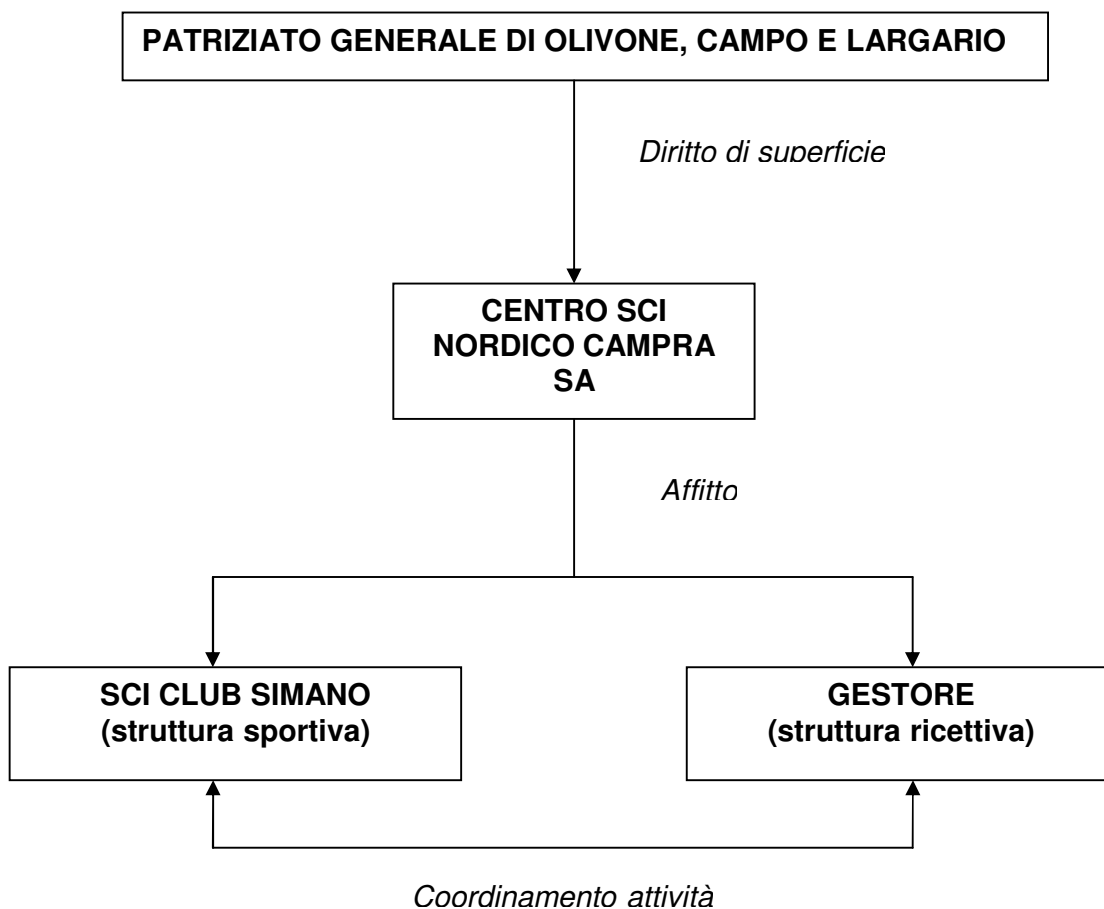 PATRIZIATO GENERALE DI OLIVONE, CAMPO E LARGARIO
Diritto di superficie
CENTRO SCI
NORDICO CAMPRA
SA
Affitto
SCI CLUB SIMANO
(struttura sportiva)
GESTORE
(struttura ricettiva)
Coordinamento attività